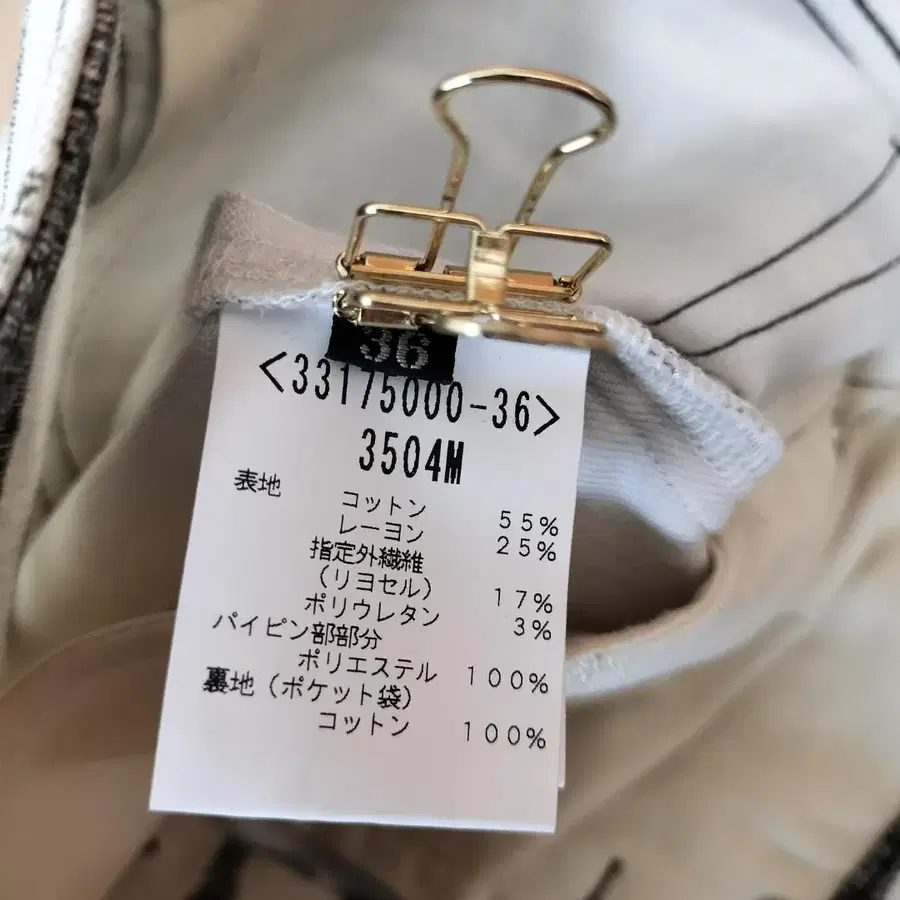 36
<33175000-36>
3504M
表地 コットン 55%
レーヨン 25%
指定外繊維
(リヨセル) 17%
ポリウレタン 3%
パイピン部部分
ポリエステル 100%
裏地(ポケット袋)
コットン 100%